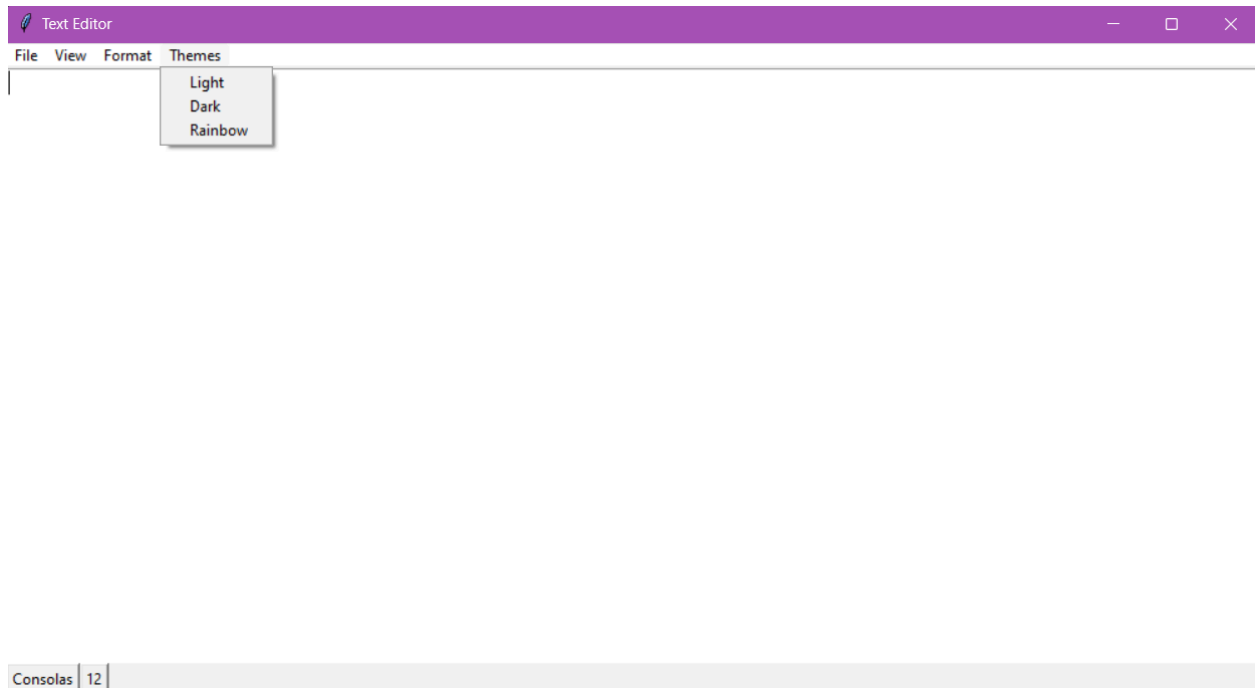 Text Editor
File View Format Themes
Light
Dark
Rainbow
Consolas 12